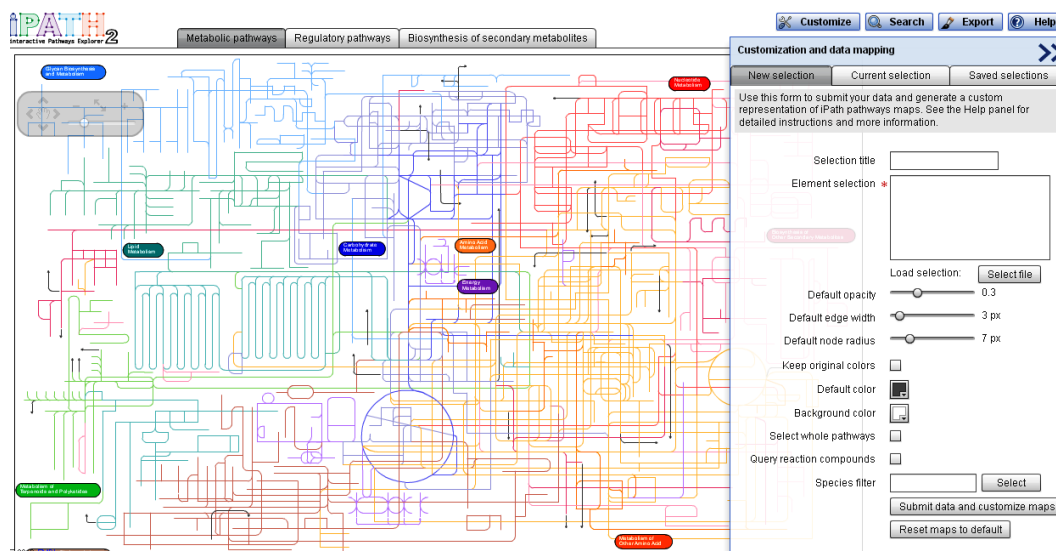 iPATH2
interactive Pathways Explorer
Customize
Search
Export
Help
Metabolic pathways
Regulatory pathways
Biosynthesis of secondary metabolites
Customization and data mapping
New selection
Current selection
Saved selections
Use this form to submit your data and generate a custom
representation of iPath pathways maps. See the Help panel for
detailed instructions and more information.
Selection title
Element selection *
Load selection:
Select file
Default opacity
0.3
Default edge width
3 px
Default node radius
7 px
Keep original colors
Default color
Background color
Select whole pathways
Query reaction compounds
Species filter
Select
Submit data and customize maps
Reset maps to default
Glycan Biosynthesis
and Metabolism
Nucleotide
Metabolism
Lipid
Metabolism
Carbohydrate
Metabolism
Amino Acid
Metabolism
Energy
Metabolism
Metabolism of
Terpenoids and Polyketides
Metabolism of
Other Amino Acid